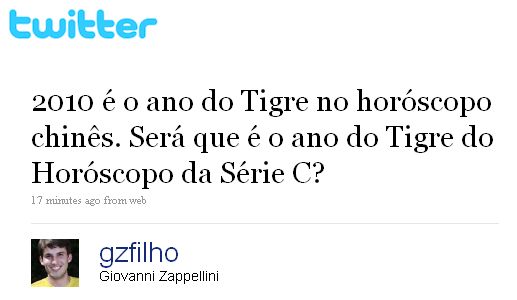 twitter
2010 é o ano do Tigre no horóscopo
chinês. Será que é o ano do Tigre do
Horóscopo da Série C?
17 minutes ago from web
gzfilho
Giovanni Zappellini